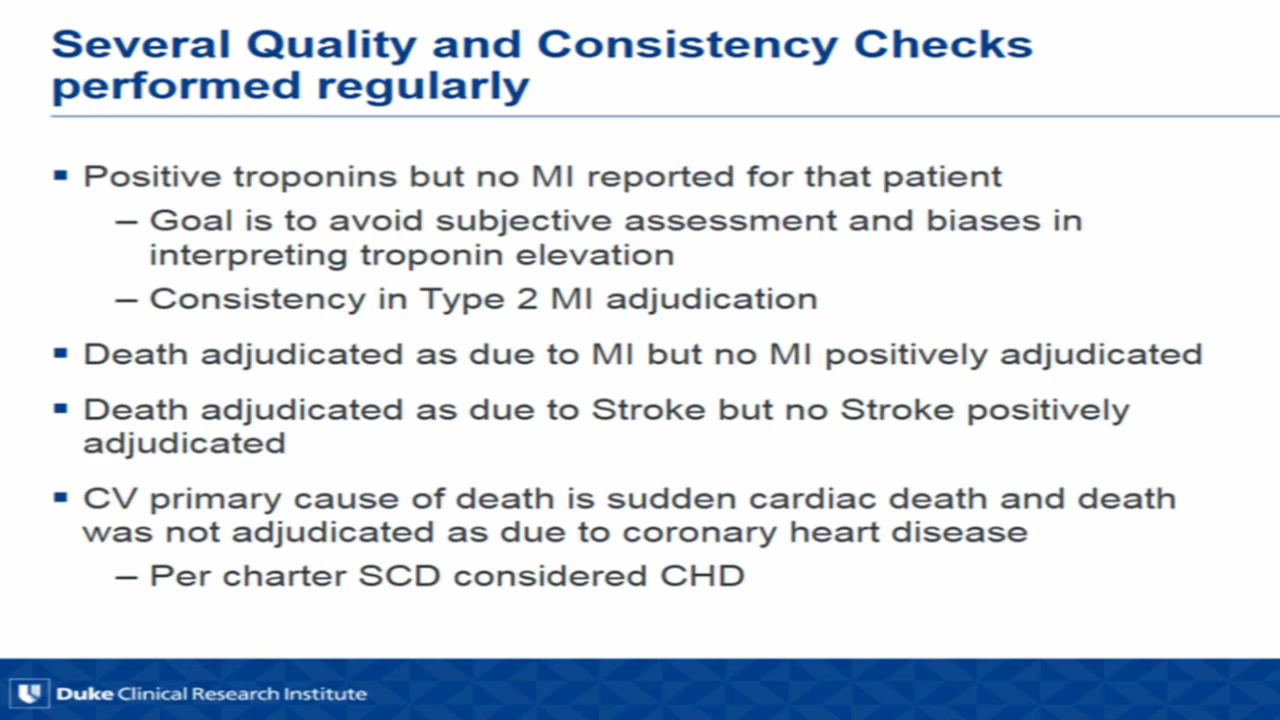 Several Quality and Consistency Checks
performed regularly
▪ Positive troponins but no MI reported for that patient
– Goal is to avoid subjective assessment and biases in
interpreting troponin elevation
– Consistency in Type 2 MI adjudication
▪ Death adjudicated as due to MI but no MI positively adjudicated
▪ Death adjudicated as due to Stroke but no Stroke positively
adjudicated
▪ CV primary cause of death is sudden cardiac death and death
was not adjudicated as due to coronary heart disease
– Per charter SCD considered CHD
Duke Clinical Research Institute